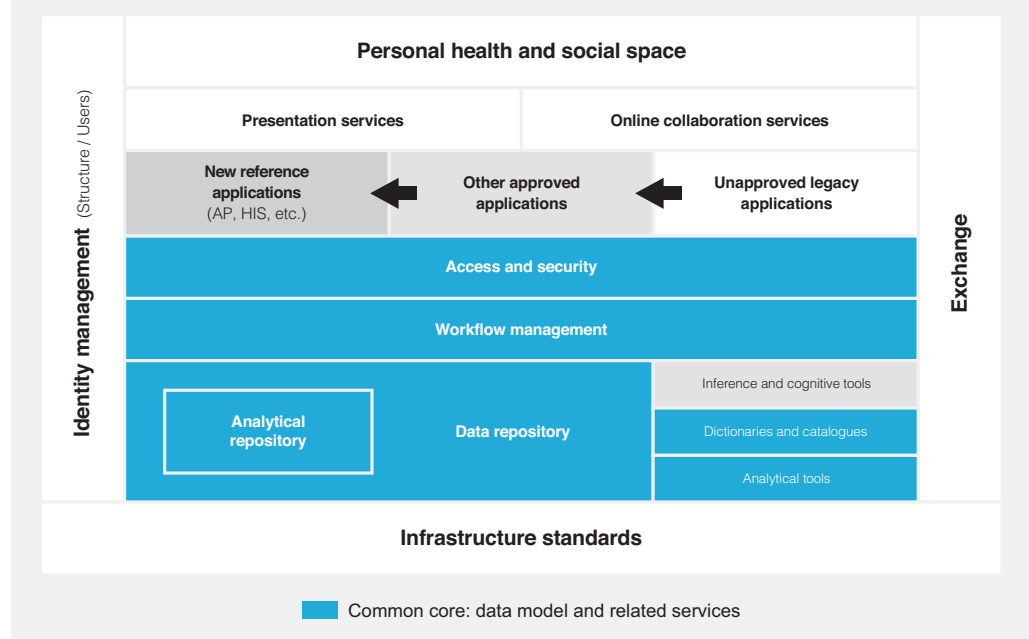 Personal health and social space
Identity management (Structure / Users)
Presentation services
Online collaboration services
New reference
applications
(AP, HIS, etc.)
Other approved
applications
Unapproved legacy
applications
Access and security
Exchange
Workflow management
Analytical
repository
Data repository
Inference and cognitive tools
Dictionaries and catalogues
Analytical tools
Infrastructure standards
Common core: data model and related services